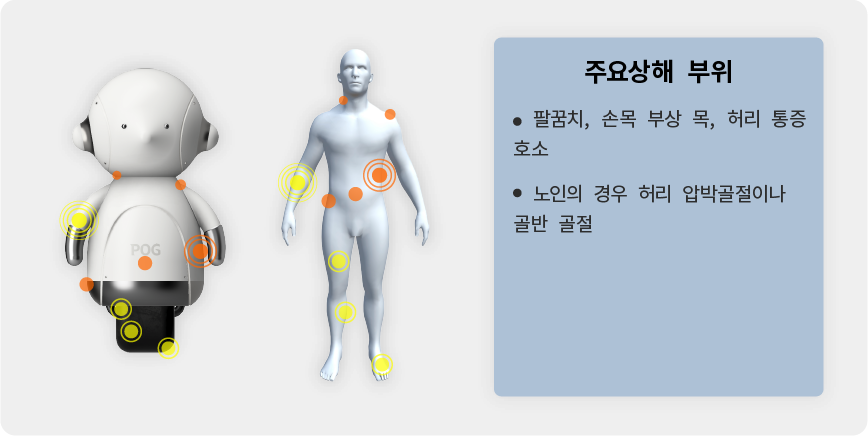 POG
주요상해 부위
● 팔꿈치, 손목 부상 목, 허리 통증
호소
● 노인의 경우 허리 압박골절이나
골반 골절